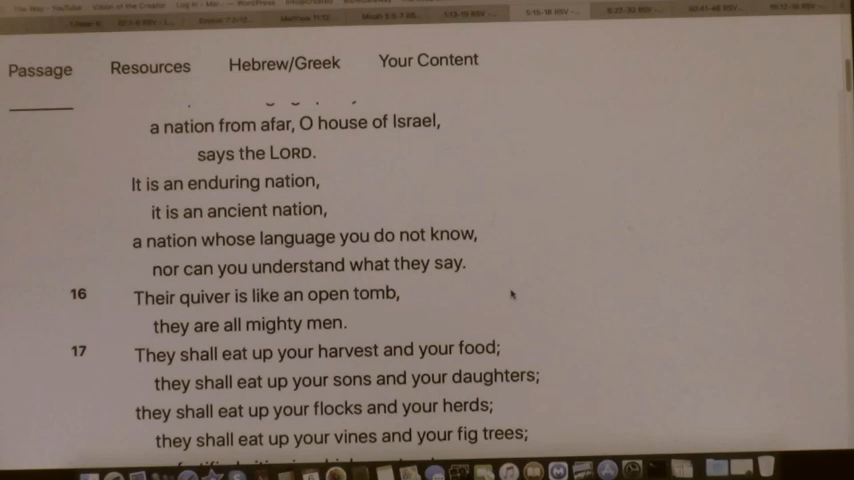 Passage Resources Hebrew/Greek Your Content
a nation from afar, O house of Israel,
says the LORD.
It is an enduring nation,
it is an ancient nation,
a nation whose language you do not know,
nor can you understand what they say.
16 Their quiver is like an open tomb,
they are all mighty men.
17 They shall eat up your harvest and your food;
they shall eat up your sons and your daughters;
they shall eat up your flocks and your herds;
they shall eat up your vines and your fig trees;